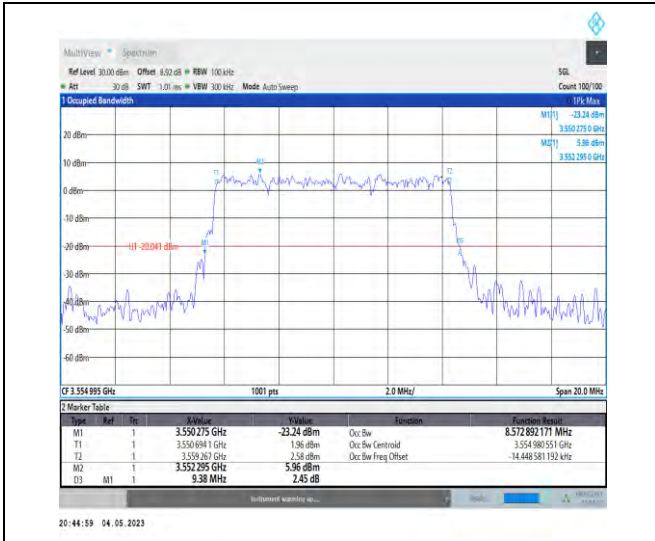 MultiView Spectrum
Ref Level 30.00 dBm Offset 8.92 dB RBW 100 kHz SGL
Att 30 dB SWT 1.01 ms VBW 300 kHz Mode Auto Sweep Count 100/100
1 Occupied Bandwidth 1Pk Max
M1[1] -23.24 dBm
3.550 275 0 GHz
M2[1] 5.96 dBm
3.552 295 0 GHz
20 dBm
10 dBm
0 dBm
-10 dBm
-20 dBm
-30 dBm
-40 dBm
-50 dBm
-60 dBm
T1 M2 T2
H1 -20.041 dBm M1
CF 3.554 995 GHz 1001 pts 2.0 MHz/ Span 20.0 MHz
2 Marker Table
Type Ref Trc X-Value Y-Value Function Function Result
M1 1 3.550 275 GHz -23.24 dBm Occ Bw 8.572 892 171 MHz
T1 1 3.550 694 1 GHz 1.96 dBm Occ Bw Centroid 3.554 980 551 GHz
T2 1 3.559 267 GHz 2.58 dBm Occ Bw Freq Offset -14.448 581 192 kHz
M2 1 3.552 295 GHz 5.96 dBm
D3 M1 1 9.38 MHz 2.45 dB
Instrument warming up...
20:44:59 04.05.2023